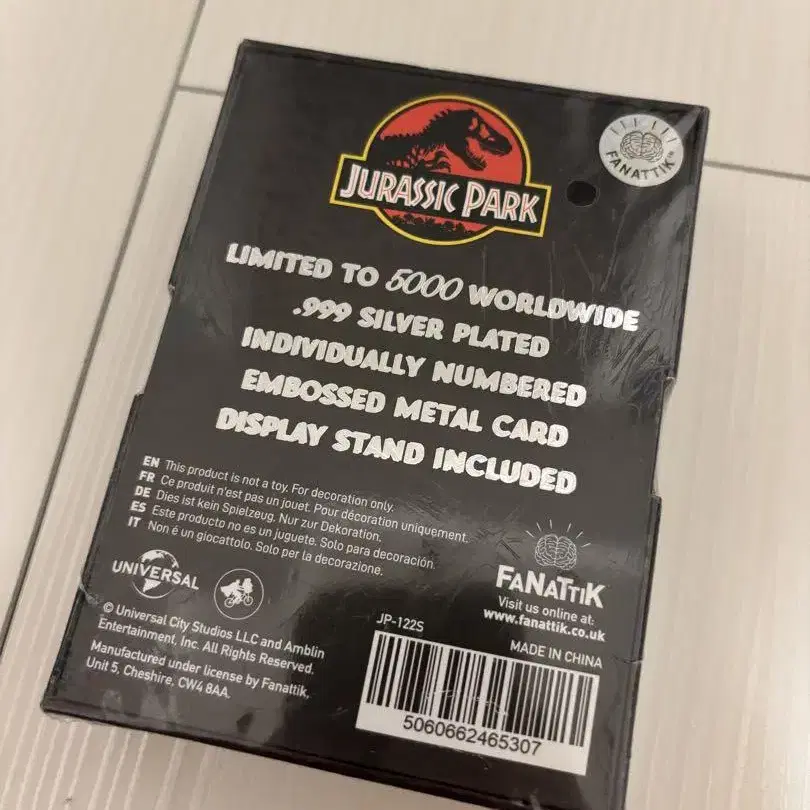 JURASSIC PARK
FANATTIK™
LIMITED TO 5000 WORLDWIDE
.999 SILVER PLATED
INDIVIDUALLY NUMBERED
EMBOSSED METAL CARD
DISPLAY STAND INCLUDED
EN This product is not a toy. For decoration only.
FR Ce produit n'est pas un jouet. Pour décoration uniquement.
DE Dies ist kein Spielzeug. Nur zur Dekoration.
ES Este producto no es un juguete. Solo para decoración.
IT Non é un giocattolo. Solo per la decorazione.
UNIVERSAL
© Universal City Studios LLC and Amblin
Entertainment, Inc. All Rights Reserved.
Manufactured under license by Fanattik,
Unit 5, Cheshire, CW4 8AA.
FANATTIK
Visit us online at:
www.fanattik.co.uk
JP-122S
MADE IN CHINA
5060662465307